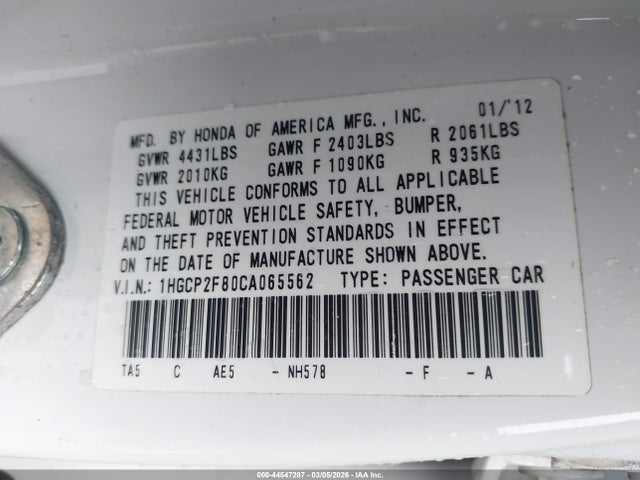 MFD. BY HONDA OF AMERICA MFG., INC. 01/'12
GVWR 4431LBS GAWR F 2403LBS R 2061LBS
GVWR 2010KG GAWR F 1090KG R 935KG
THIS VEHICLE CONFORMS TO ALL APPLICABLE
FEDERAL MOTOR VEHICLE SAFETY, BUMPER,
AND THEFT PREVENTION STANDARDS IN EFFECT
ON THE DATE OF MANUFACTURE SHOWN ABOVE.
V.I.N.: 1HGCP2F80CA065562 TYPE: PASSENGER CAR
TA5 C AE5 - NH578 - F - A
000-44547287 - 03/05/2026 - IAA Inc.